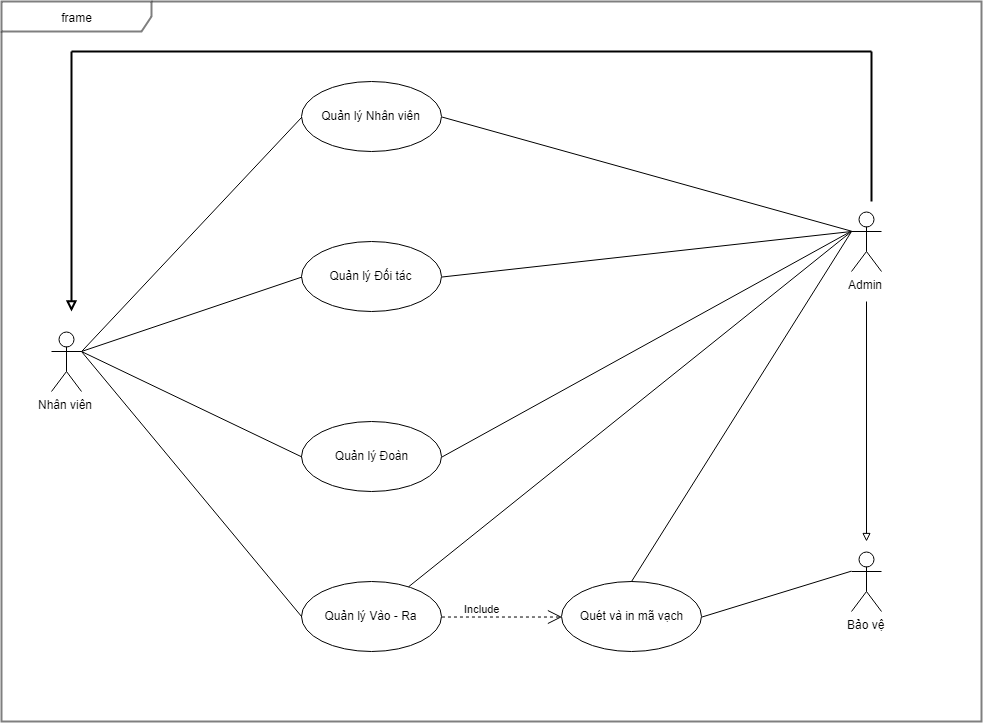 frame
Quản lý Nhân viên
Quản lý Đối tác
Admin
Nhân viên
Quản lý Đoàn
Quản lý Vào - Ra
Include
Quét và in mã vạch
Bảo vệ